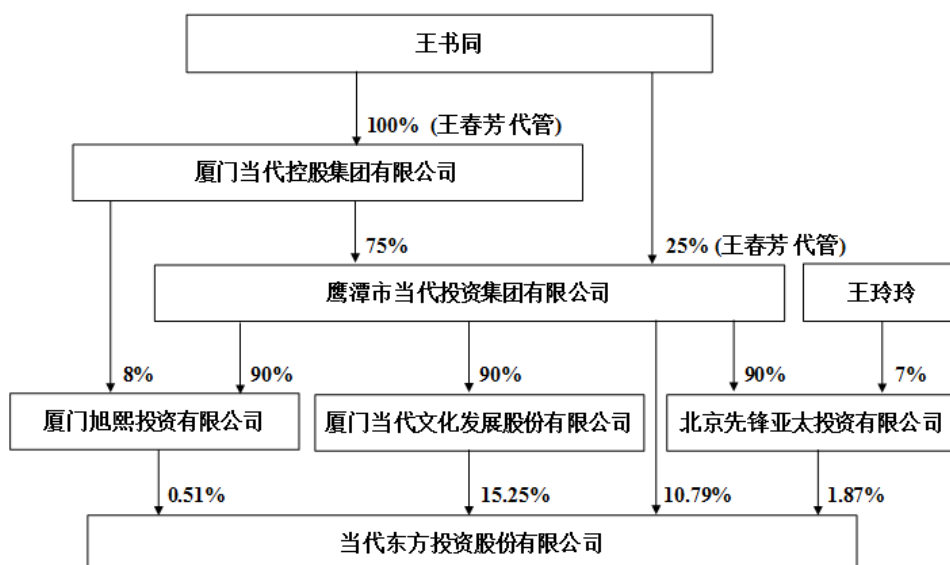 王书同
100% (王春芳 代管)
厦门当代控股集团有限公司
75%
25% (王春芳 代管)
鹰潭市当代投资集团有限公司
王玲玲
8%
90%
90%
90%
7%
厦门旭熙投资有限公司
厦门当代文化发展股份有限公司
北京先锋亚太投资有限公司
0.51%
15.25%
10.79%
1.87%
当代东方投资股份有限公司